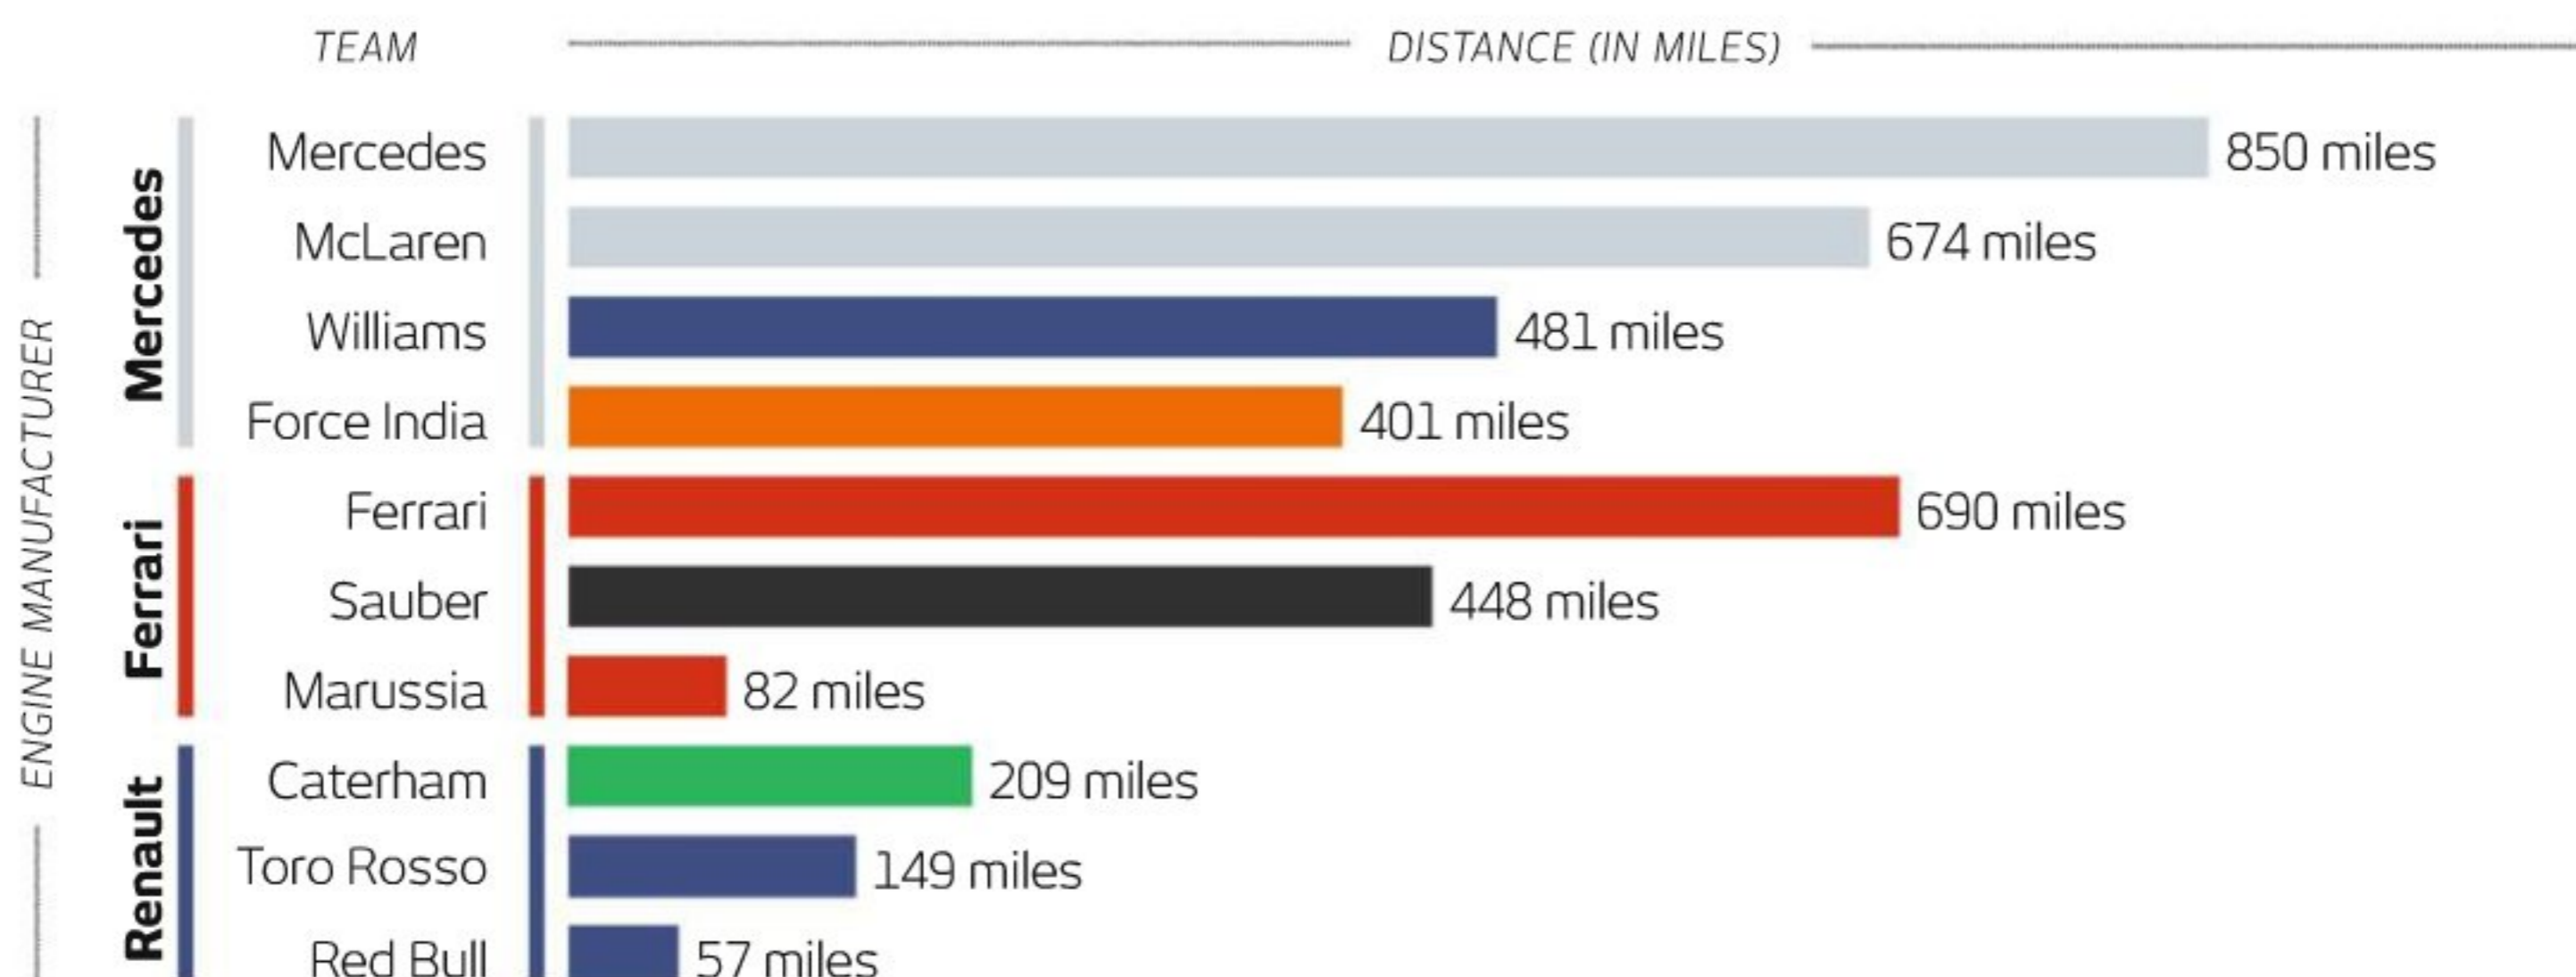 TEAM DISTANCE (IN MILES)
ENGINE MANUFACTURER
Mercedes
Mercedes 850 miles
McLaren 674 miles
Williams 481 miles
Force India 401 miles
Ferrari
Ferrari 690 miles
Sauber 448 miles
Marussia 82 miles
Renault
Caterham 209 miles
Toro Rosso 149 miles
Red Bull 57 miles